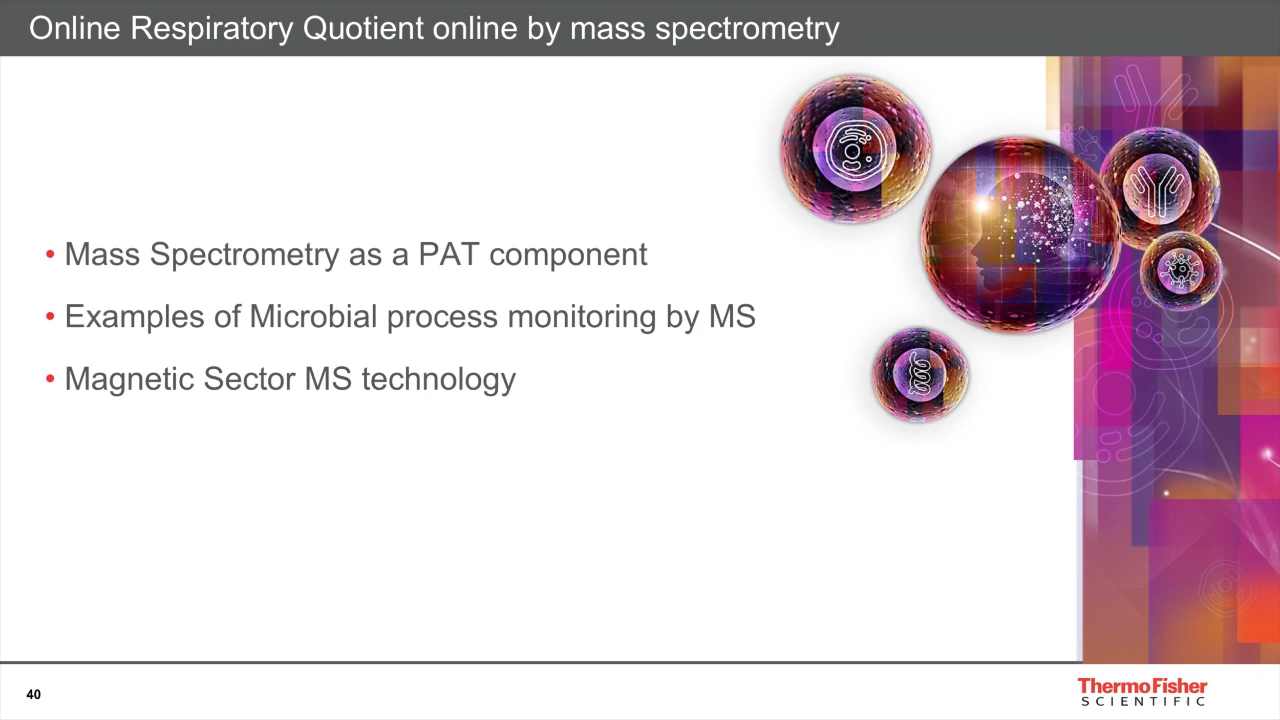 Online Respiratory Quotient online by mass spectrometry
• Mass Spectrometry as a PAT component
• Examples of Microbial process monitoring by MS
• Magnetic Sector MS technology
40
ThermoFisher
SCIENTIFIC